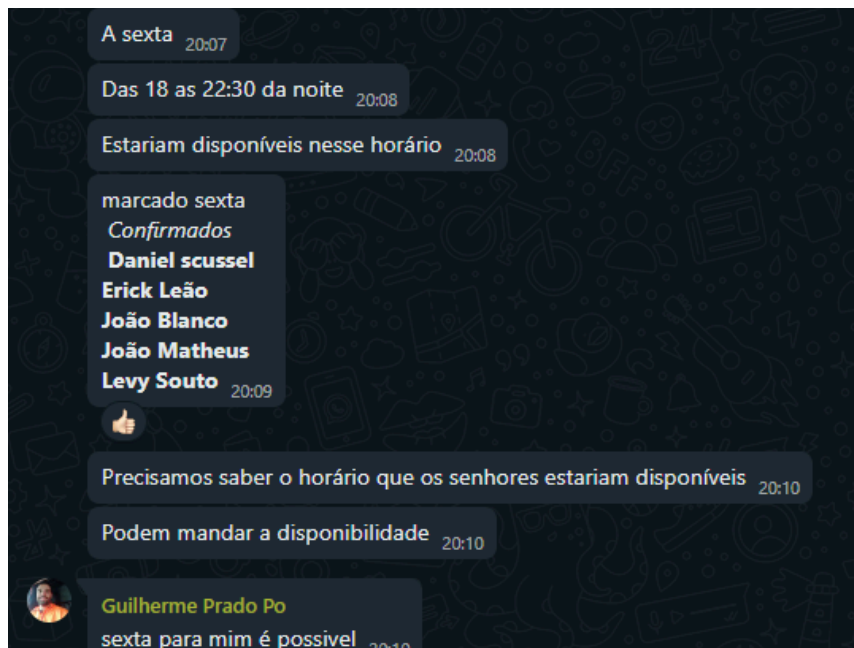 A sexta 20:07
Das 18 as 22:30 da noite 20:08
Estariam disponíveis nesse horário 20:08
marcado sexta
Confirmados
Daniel scussel
Erick Leão
João Blanco
João Matheus
Levy Souto 20:09
Precisamos saber o horário que os senhores estariam disponíveis 20:10
Podem mandar a disponibilidade 20:10
Guilherme Prado Po
sexta para mim é possivel